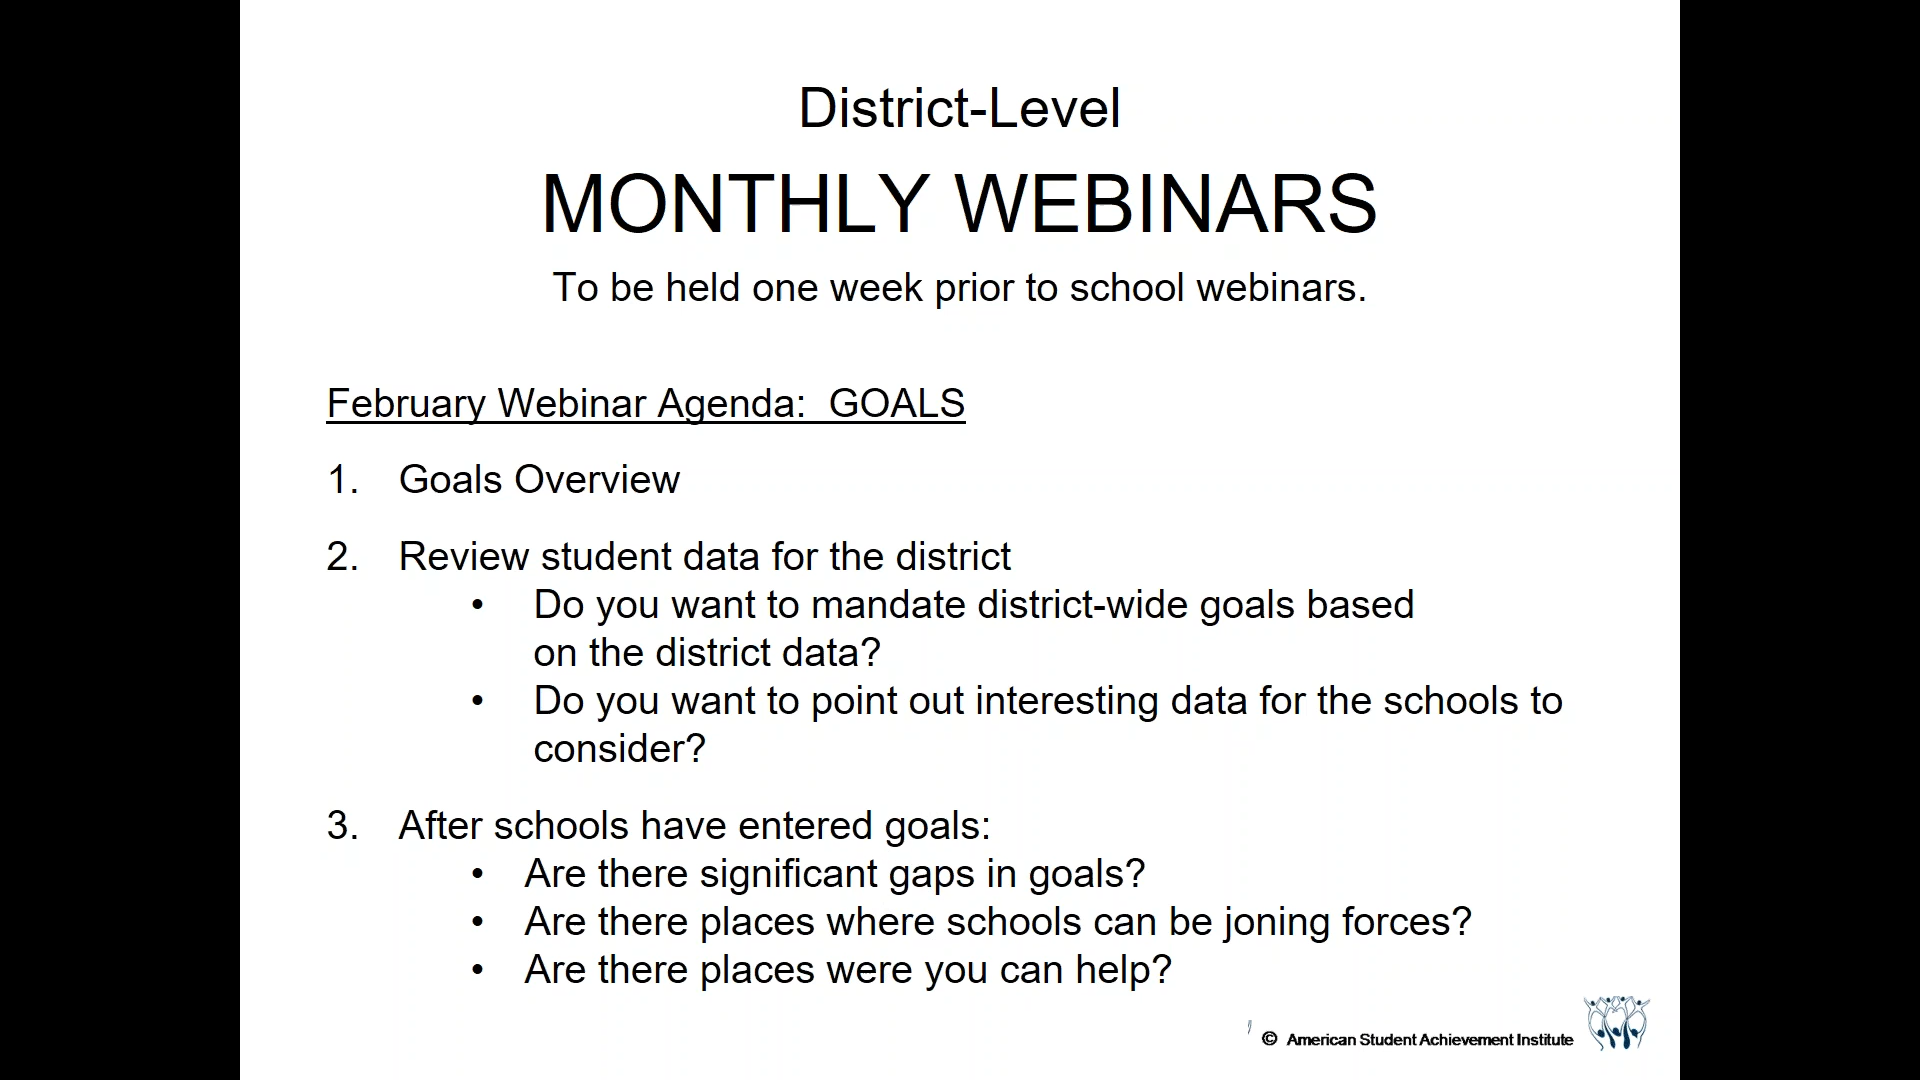 District-Level
MONTHLY WEBINARS
To be held one week prior to school webinars.
February Webinar Agenda: GOALS
1. Goals Overview
2. Review student data for the district
• Do you want to mandate district-wide goals based
on the district data?
• Do you want to point out interesting data for the schools to
consider?
3. After schools have entered goals:
• Are there significant gaps in goals?
• Are there places where schools can be joning forces?
• Are there places were you can help?
© American Student Achievement Institute